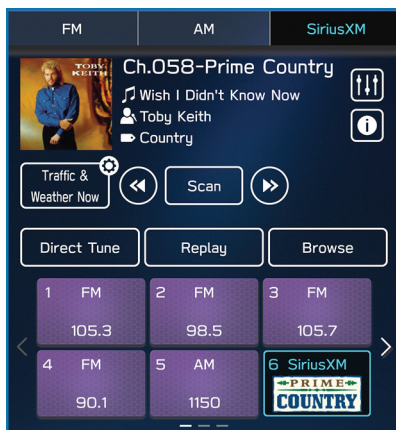 FM AM SiriusXM
TOBY
KEITH
Ch.058-Prime Country
Wish I Didn't Know Now
Toby Keith
Country
Traffic &
Weather Now
Scan
Direct Tune Replay Browse
1 FM 2 FM 3 FM
105.3 98.5 105.7
4 FM 5 AM 6 SiriusXM
90.1 1150 PRIME
COUNTRY